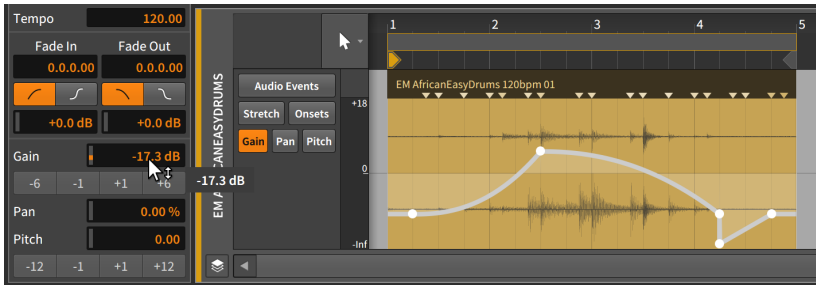 Tempo 120.00
Fade In Fade Out
0.0.0.00 0.0.0.00
+0.0 dB +0.0 dB
Gain -17.3 dB
-6 -1 +1 +6
-17.3 dB
Pan 0.00 %
Pitch 0.00
-12 -1 +1 +12
EM AFRICANEASYDRUMS
Audio Events
Stretch Onsets
Gain Pan Pitch
1 2 3 4 5
EM AfricanEasyDrums 120bpm 01
+18
0
-Inf